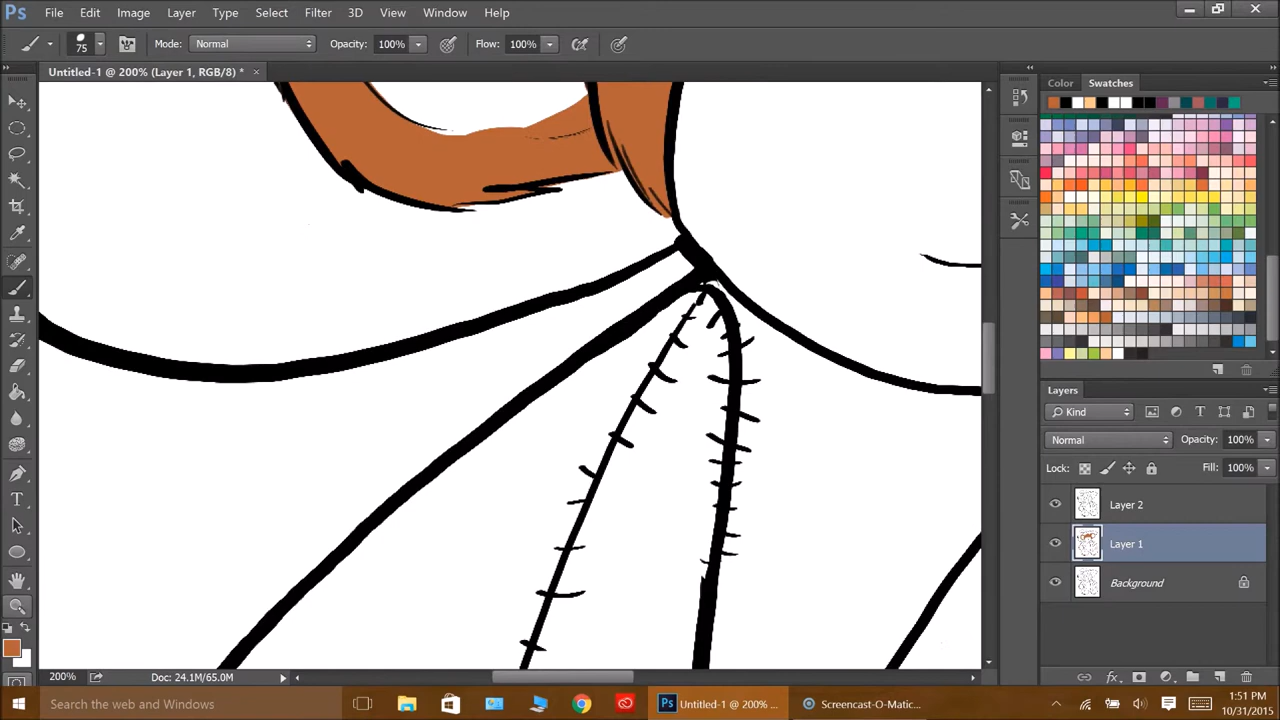 Ps File Edit Image Layer Type Select Filter 3D View Window Help
75 Mode: Normal Opacity: 100% Flow: 100%
Untitled-1 @ 200% (Layer 1, RGB/8) *
Color Swatches
Layers
Kind
Normal Opacity: 100%
Lock: Fill: 100%
Layer 2
Layer 1
Background
200% Doc: 24.1M/65.0M
Search the web and Windows
Ps Untitled-1 @ 200% ...
Screencast-O-Matic...
1:51 PM
10/31/2015